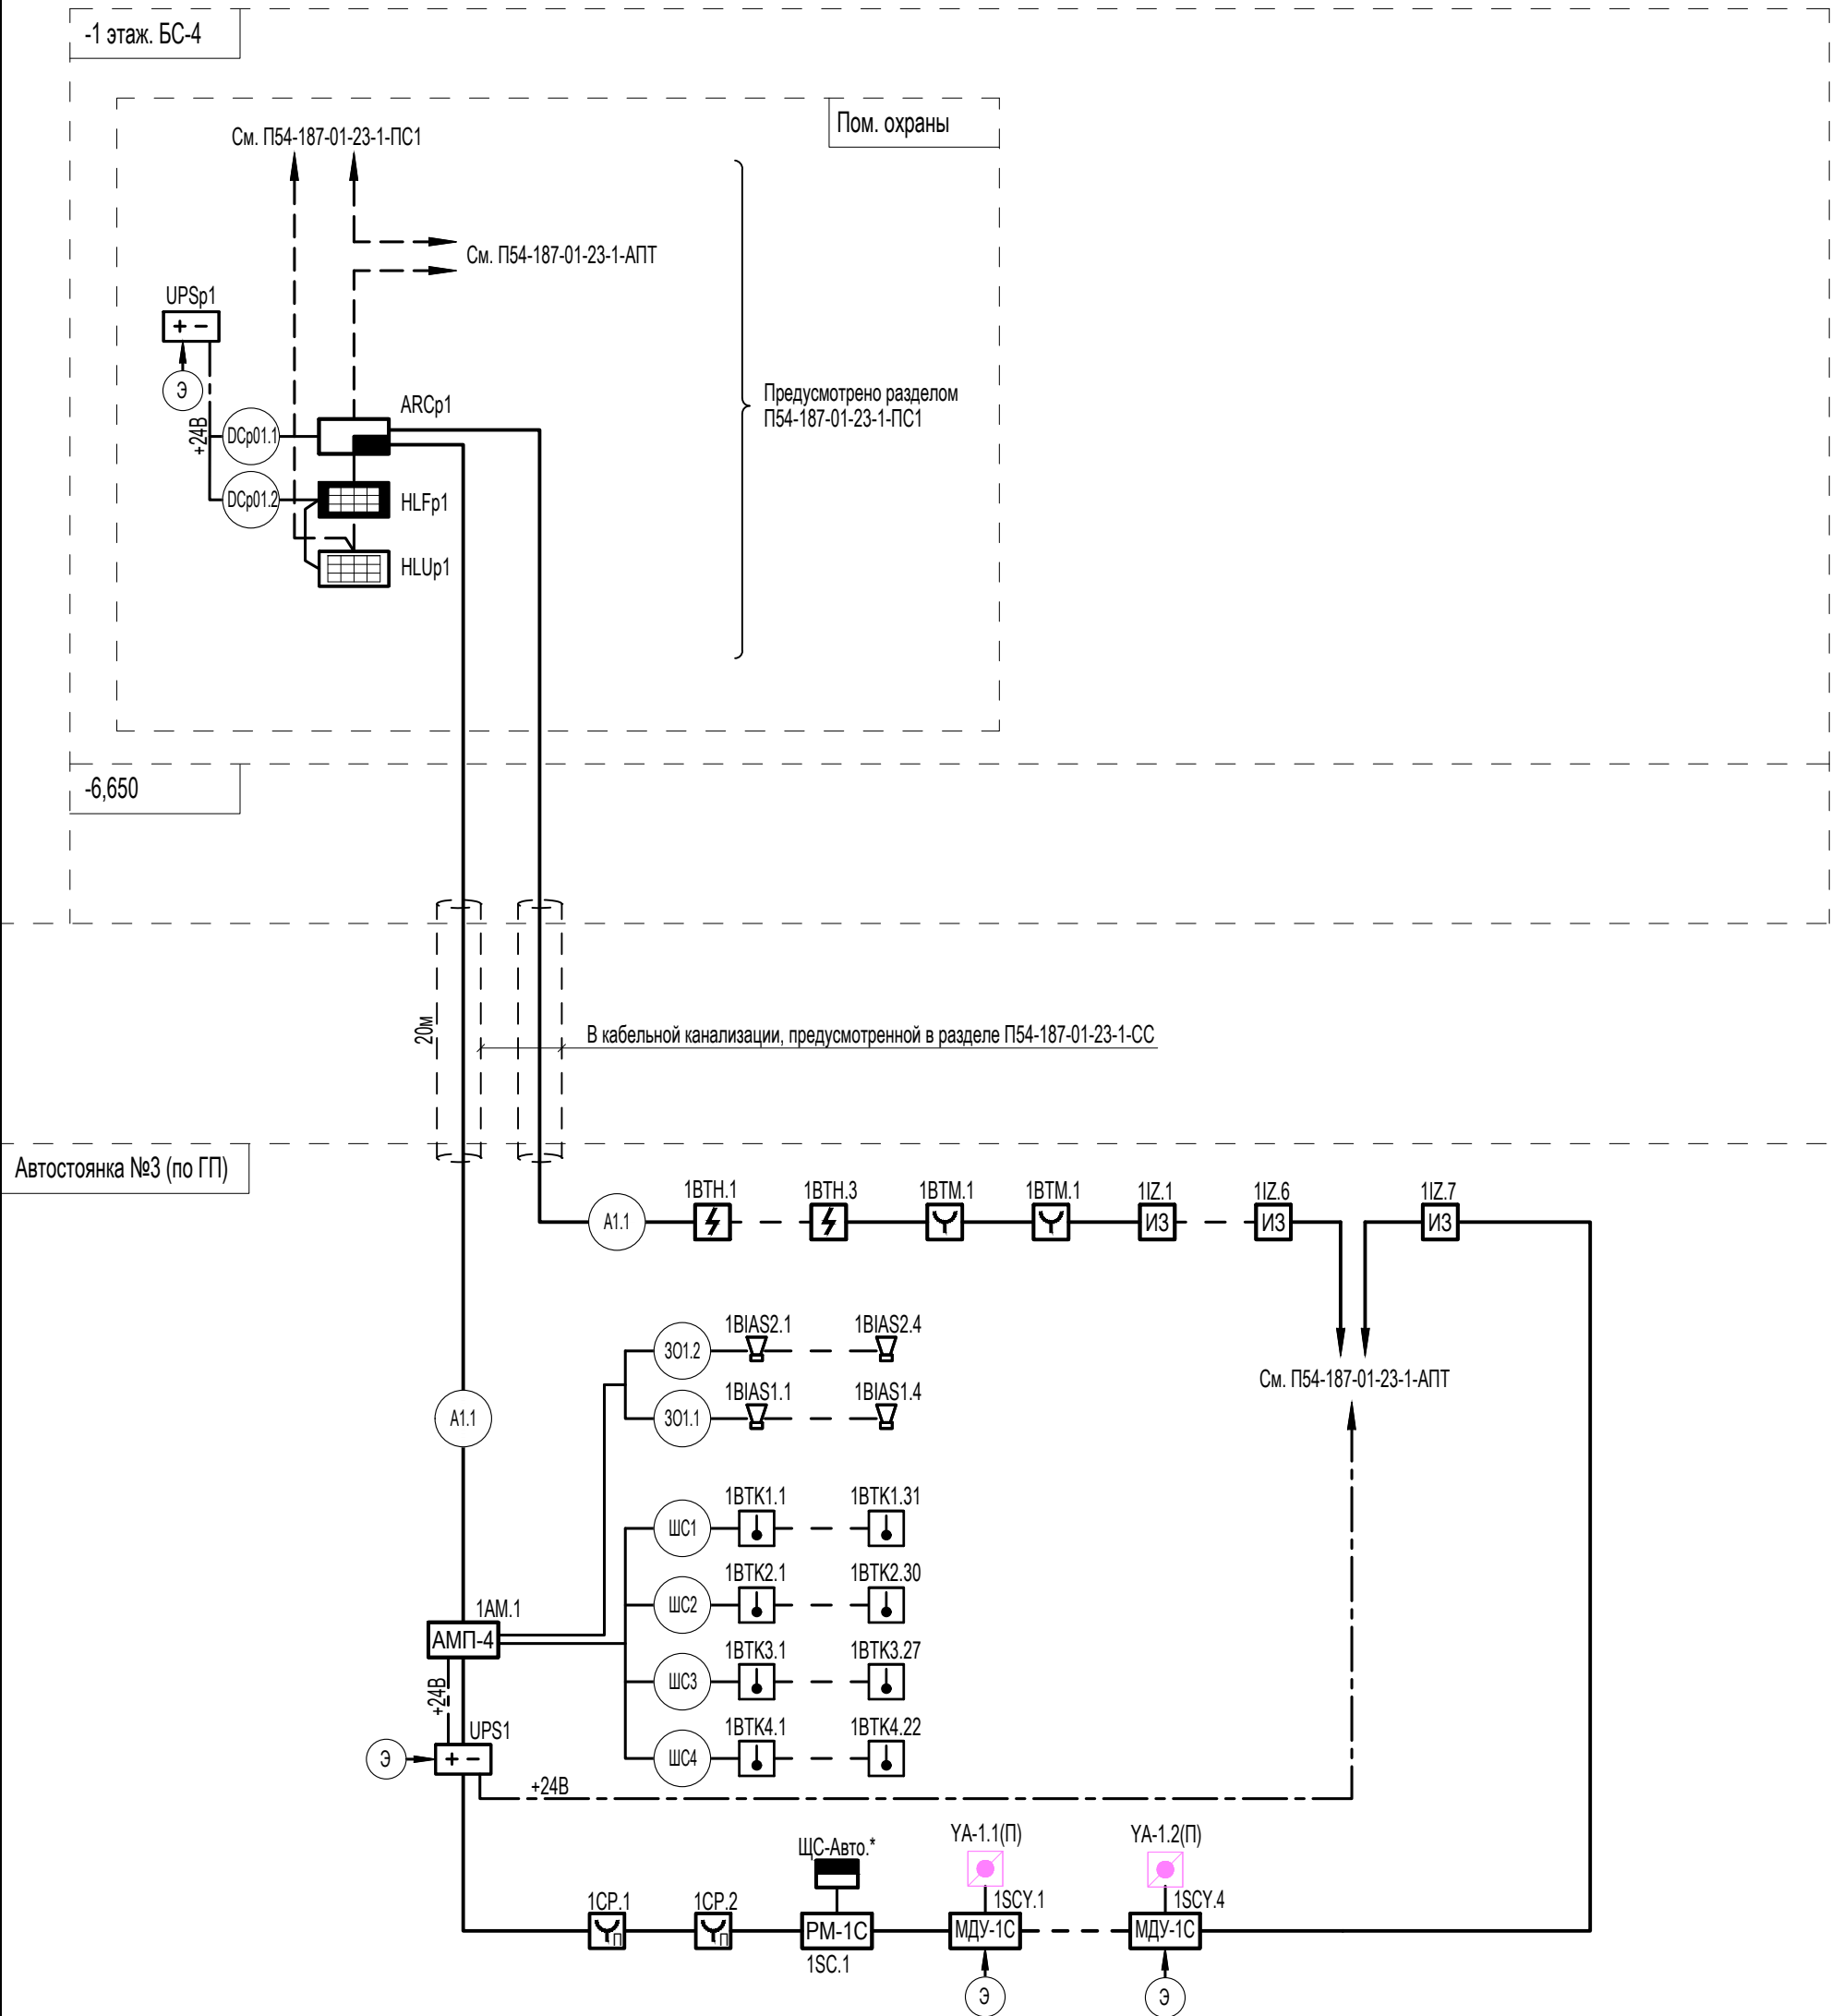 -1 этаж. БС-4
Пом. охраны
См. П54-187-01-23-1-ПС1
См. П54-187-01-23-1-АПТ
UPSp1
+ -
Э
+24В
DCp01.1
ARCp1
Предусмотрено разделом
П54-187-01-23-1-ПС1
DCp01.2
HLFp1
HLUp1
-6,650
20м
В кабельной канализации, предусмотренной в разделе П54-187-01-23-1-СС
Автостоянка №3 (по ГП)
A1.1
1BTH.1
1BTH.3
1BTM.1
1BTM.1
1IZ.1
1IZ.6
1IZ.7
ИЗ
ИЗ
ИЗ
ЗО1.2
1BIAS2.1
1BIAS2.4
См. П54-187-01-23-1-АПТ
ЗО1.1
1BIAS1.1
1BIAS1.4
A1.1
ШС1
1BTK1.1
1BTK1.31
ШС2
1BTK2.1
1BTK2.30
1AM.1
АМП-4
ШС3
1BTK3.1
1BTK3.27
+24В
UPS1
Э
+ -
ШС4
1BTK4.1
1BTK4.22
+24В
ЩС-Авто.*
YA-1.1(П)
YA-1.2(П)
1CP.1
1CP.2
1SCY.1
1SCY.4
П
П
РМ-1С
МДУ-1С
МДУ-1С
1SC.1
Э
Э